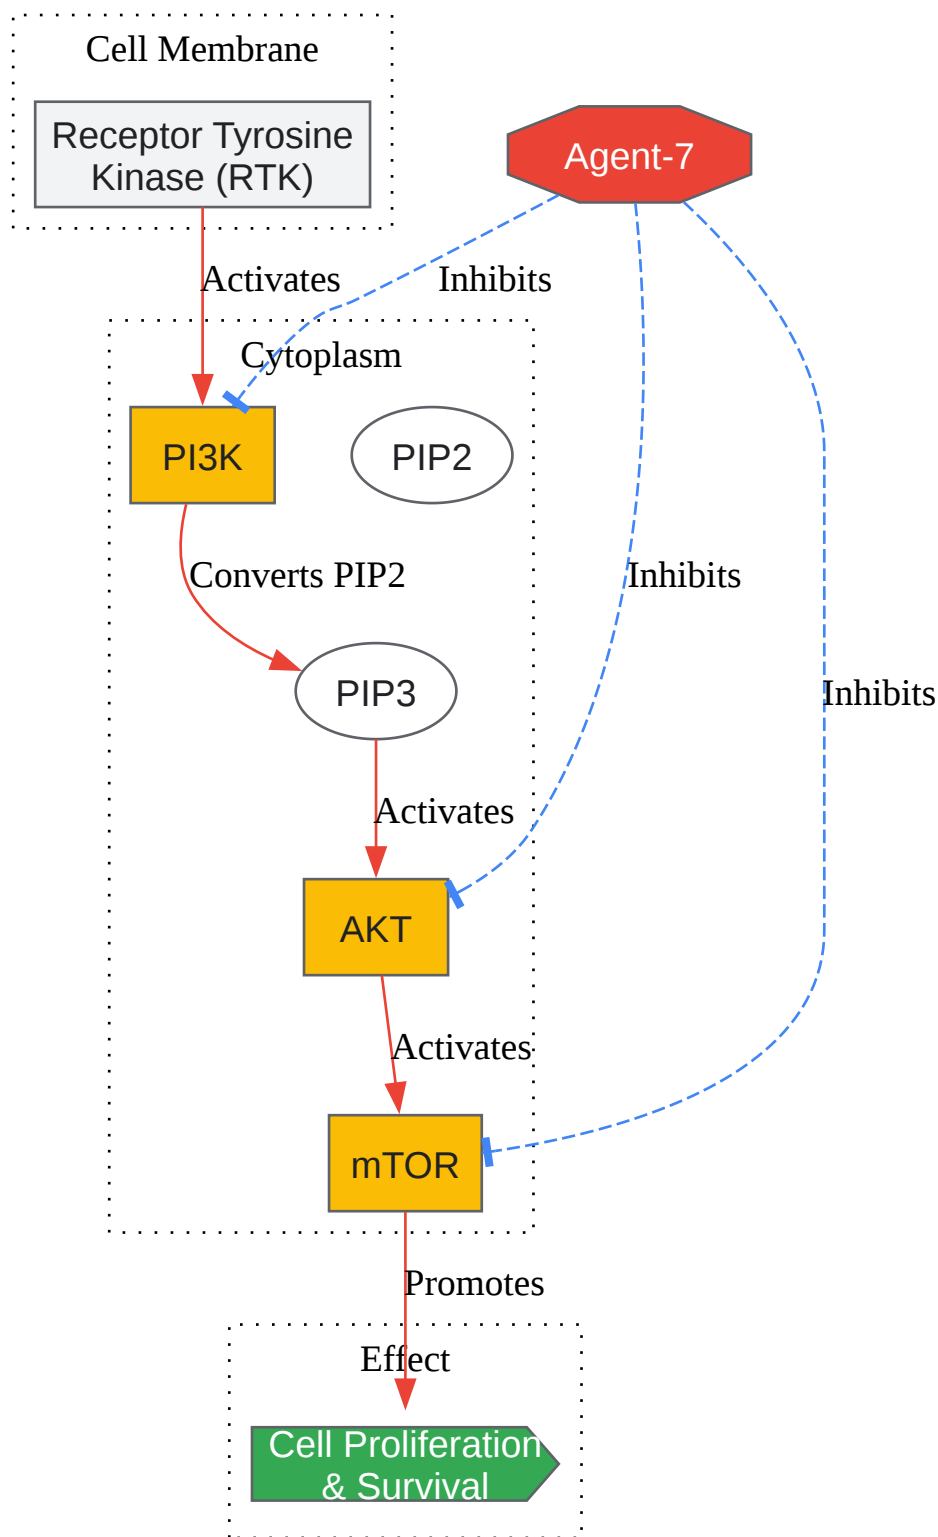 Cell Membrane
Receptor Tyrosine
Kinase (RTK)
Agent-7
Activates
Inhibits
Cytoplasm
PI3K
PIP2
Converts PIP2
Inhibits
PIP3
Inhibits
Activates
AKT
Activates
mTOR
Promotes
Effect
Cell Proliferation
& Survival